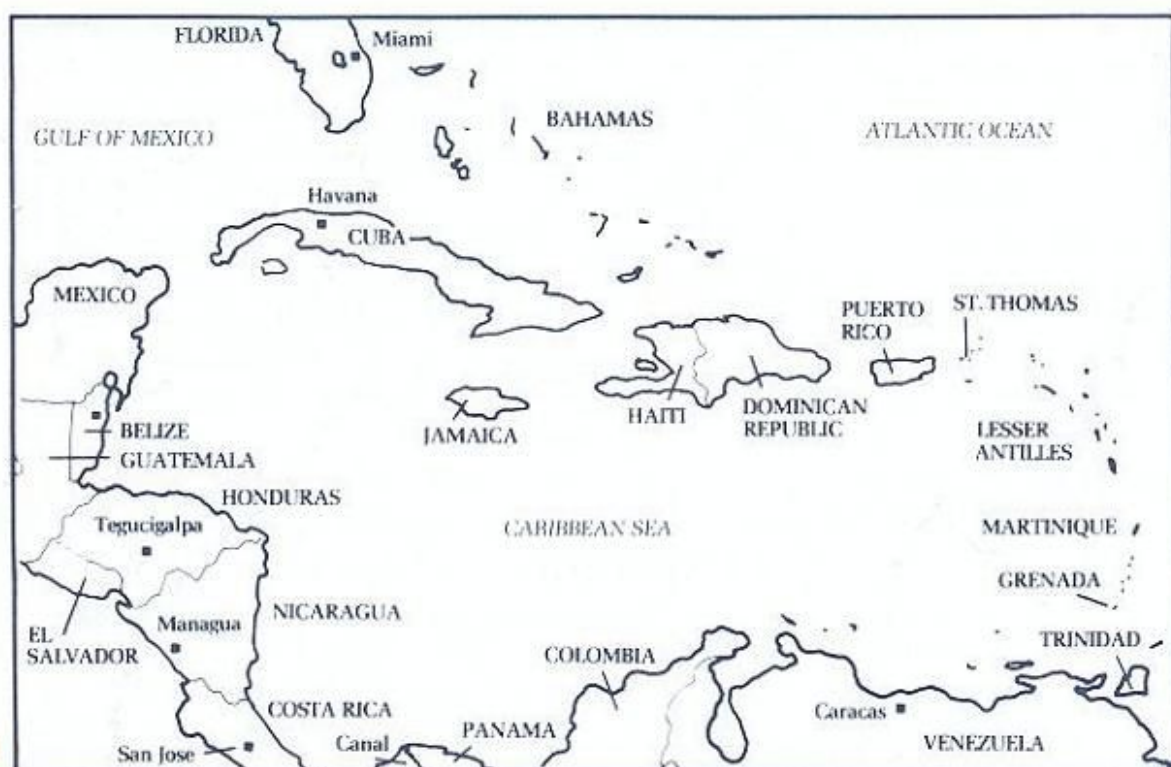 FLORIDA
Miami
BAHAMAS
GULF OF MEXICO
ATLANTIC OCEAN
Havana
CUBA
MEXICO
PUERTO
RICO
ST. THOMAS
HAITI
DOMINICAN
REPUBLIC
JAMAICA
BELIZE
LESSER
ANTILLES
GUATEMALA
HONDURAS
Tegucigalpa
CARIBBEAN SEA
MARTINIQUE
GRENADA
NICARAGUA
Managua
EL
SALVADOR
COLOMBIA
TRINIDAD
COSTA RICA
Caracas
PANAMA
Canal
San Jose
VENEZUELA